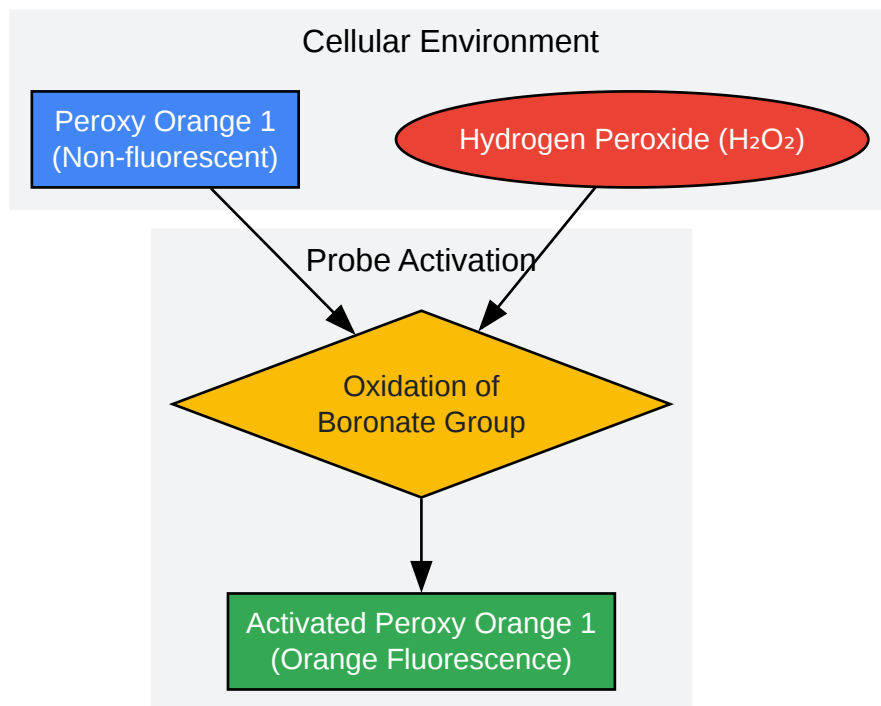 Cellular Environment
Peroxy Orange 1
(Non-fluorescent)
Hydrogen Peroxide (H₂O₂)
Probe Activation
Oxidation of
Boronate Group
Activated Peroxy Orange 1
(Orange Fluorescence)